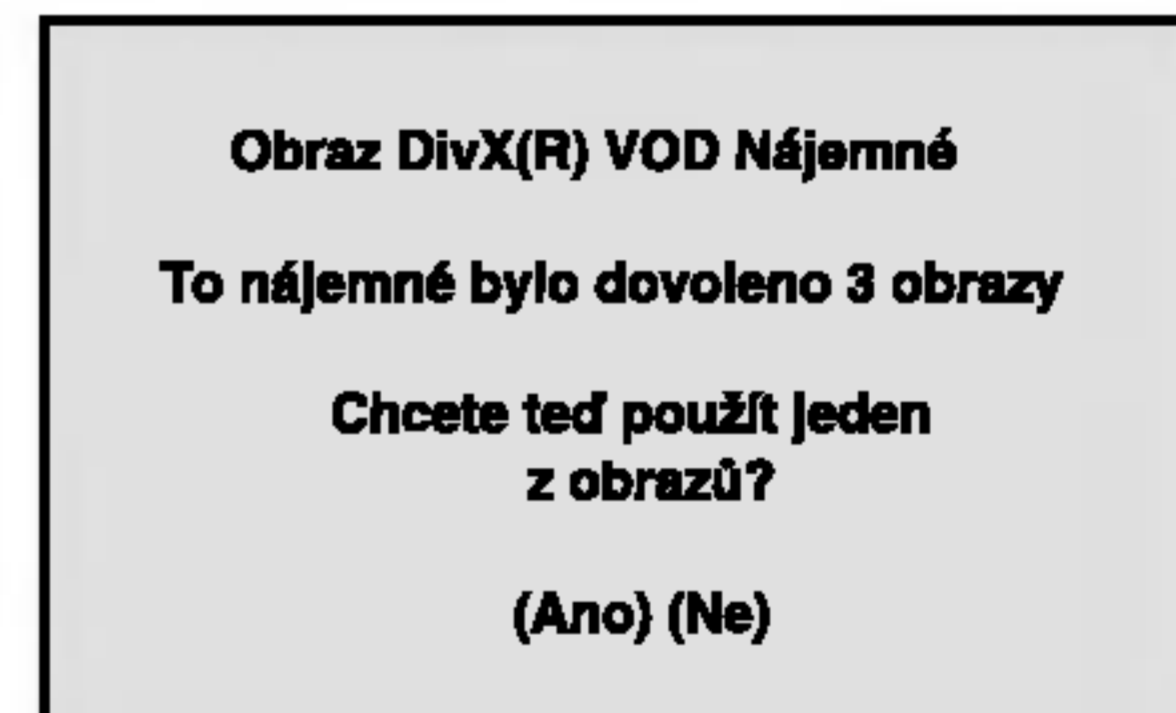 Obraz DivX(R) VOD Nájemné
To nájemné bylo dovoleno 3 obrazy
Chcete teď použít jeden
z obrazů?
(Ano) (Ne)